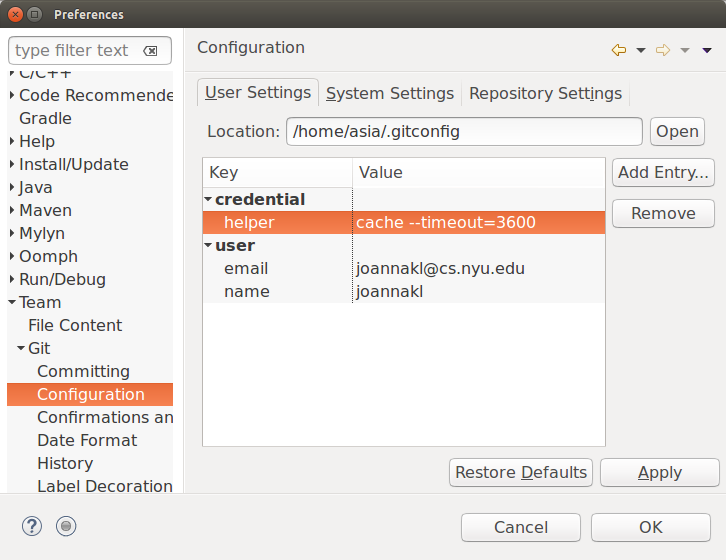 Preferences
type filter text
C/C++
Code Recommende
Gradle
Help
Install/Update
Java
Maven
Mylyn
Oomph
Run/Debug
Team
File Content
Git
Committing
Configuration
Confirmations an
Date Format
History
Label Decoration
Configuration
User Settings System Settings Repository Settings
Location: /home/asia/.gitconfig Open
Key Value
credential
helper cache --timeout=3600
user
email joannakl@cs.nyu.edu
name joannakl
Add Entry...
Remove
Restore Defaults Apply
? Cancel OK